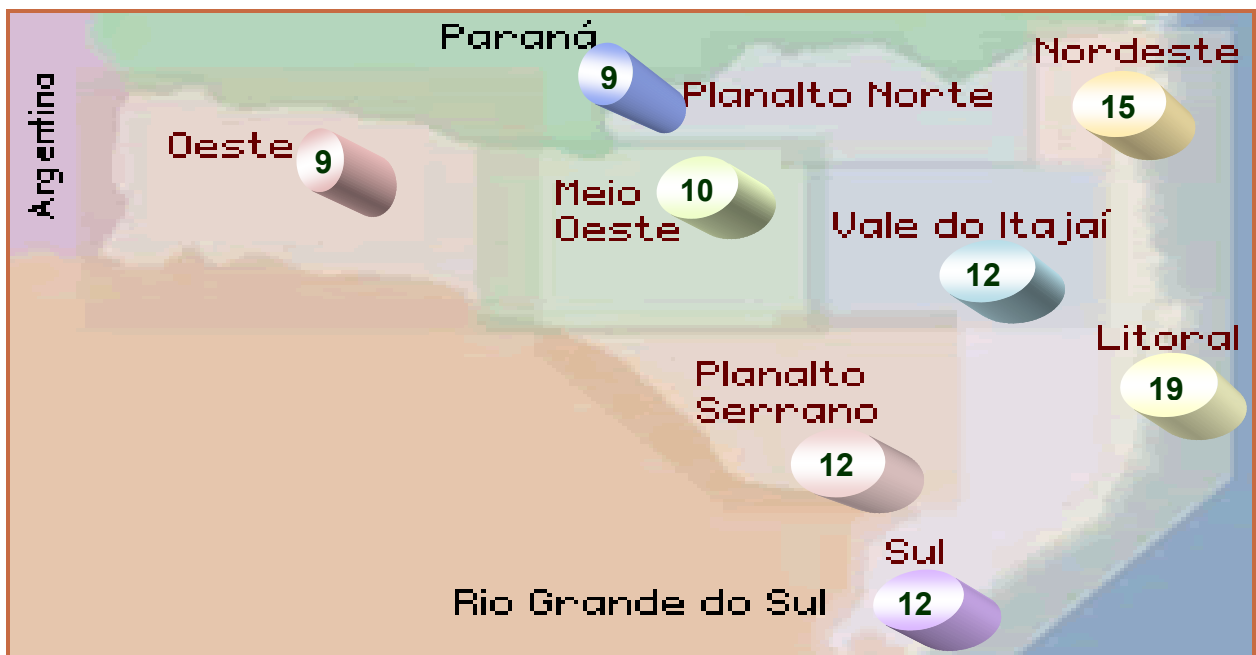 Paraná
Nordeste
9
Planalto Norte
15
Argentina
Oeste
9
Meio
Oeste
10
Vale do Itajaí
12
Litoral
19
Planalto
Serrano
12
Sul
12
Rio Grande do Sul